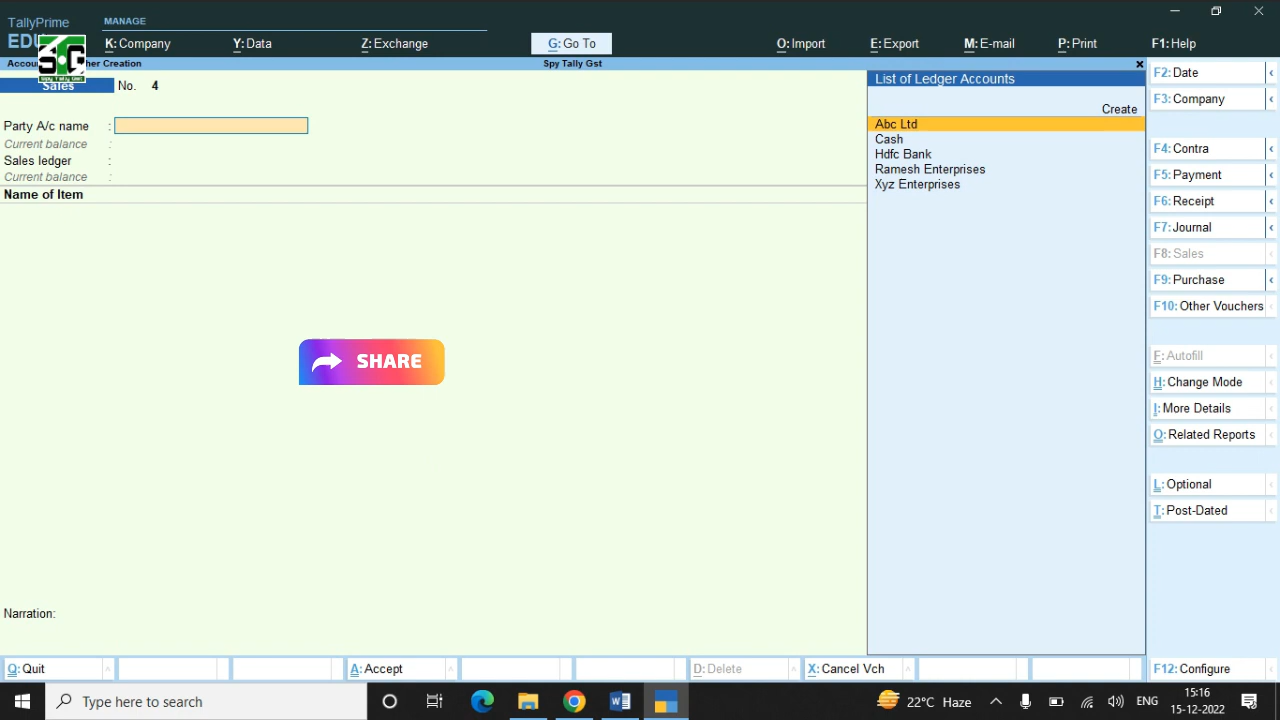 TallyPrime
EDU
MANAGE
K: Company
Y: Data
Z: Exchange
G: Go To
O: Import
E: Export
M: E-mail
P: Print
F1: Help
STG
Spy Tally Gst
Accou
her Creation
Spy Tally Gst
Sales
No. 4
Party A/c name :
Current balance :
Sales ledger :
Current balance :
Name of Item
SHARE
Narration:
List of Ledger Accounts
Create
Abc Ltd
Cash
Hdfc Bank
Ramesh Enterprises
Xyz Enterprises
F2: Date
F3: Company
F4: Contra
F5: Payment
F6: Receipt
F7: Journal
F8: Sales
F9: Purchase
F10: Other Vouchers
F: Autofill
H: Change Mode
I: More Details
O: Related Reports
L: Optional
T: Post-Dated
Q: Quit
A: Accept
D: Delete
X: Cancel Vch
F12: Configure
Type here to search
22°C Haze
ENG
15:16
15-12-2022